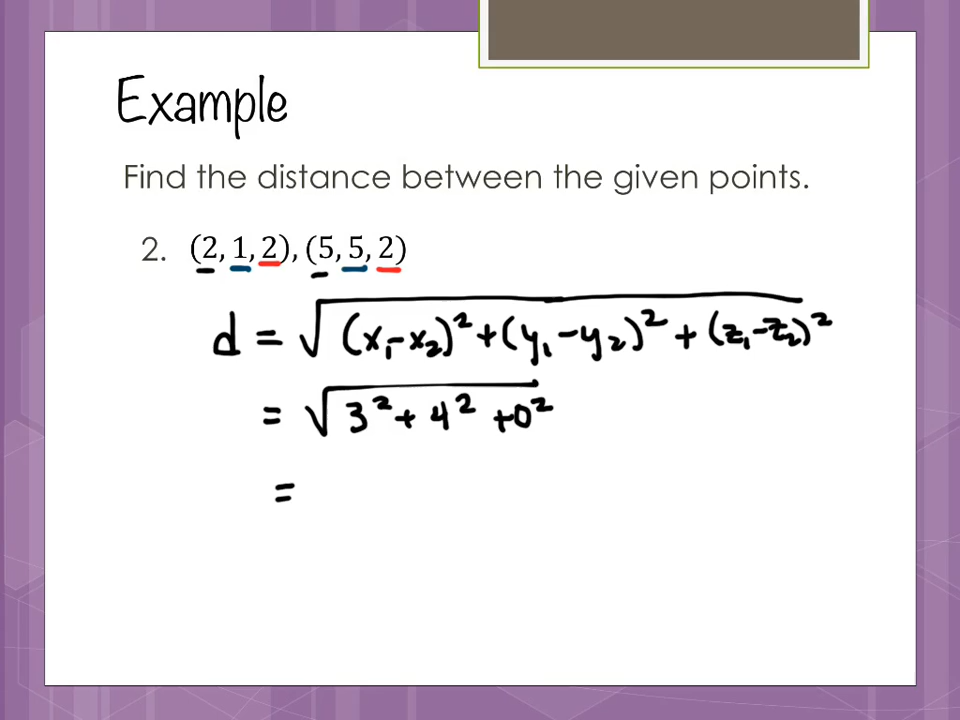 Example
Find the distance between the given points.
2. (2, 1, 2), (5, 5, 2)
d = √(x₁-x₂)² + (y₁-y₂)² + (z₁-z₂)²
= √3² + 4² + 0²
=